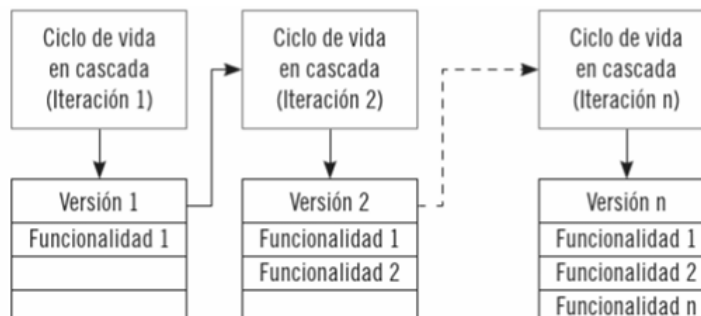 Ciclo de vida
en cascada
(Iteración 1)
Ciclo de vida
en cascada
(Iteración 2)
Ciclo de vida
en cascada
(Iteración n)
Versión 1
Funcionalidad 1
Versión 2
Funcionalidad 1
Funcionalidad 2
Versión n
Funcionalidad 1
Funcionalidad 2
Funcionalidad n